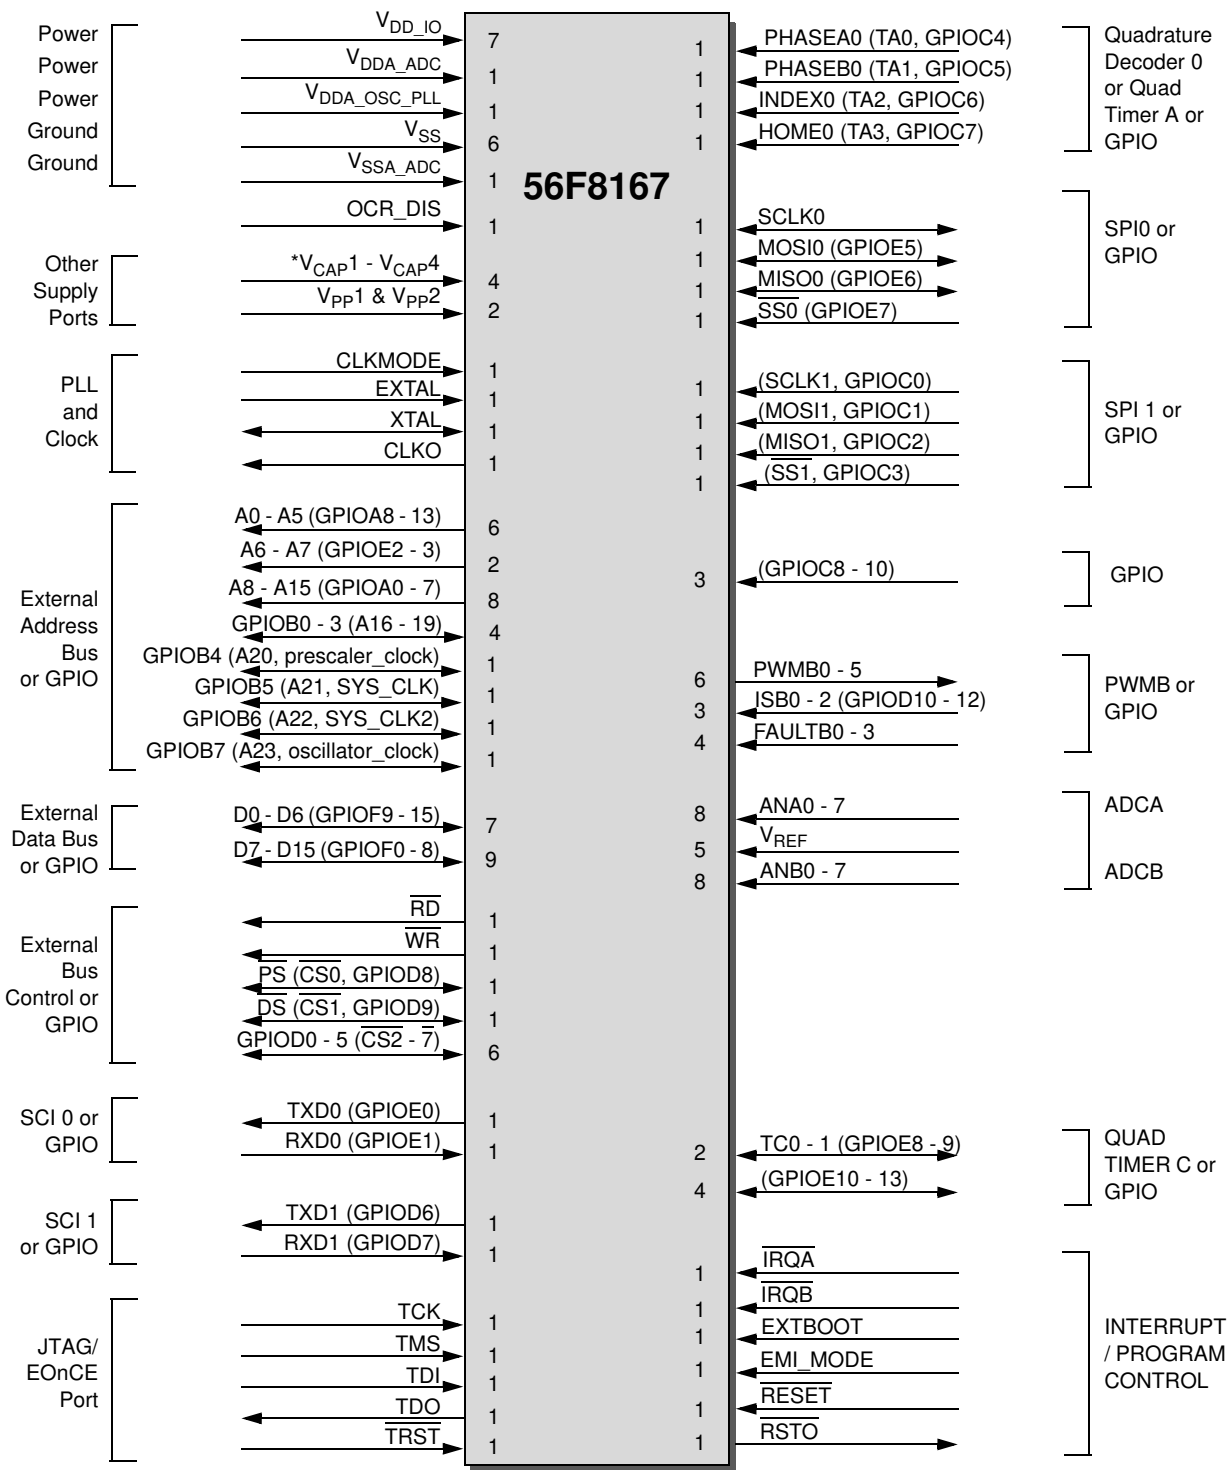 56F8167
Power
Power
Power
Ground
Ground
VDD_IO
7
VDDA_ADC
1
VDDA_OSC_PLL
1
VSS
6
VSSA_ADC
1
OCR_DIS
1
Other
Supply
Ports
*VCAP1 - VCAP4
4
VPP1 & VPP2
2
PLL
and
Clock
CLKMODE
1
EXTAL
1
XTAL
1
CLKO
1
External
Address
Bus
or GPIO
A0 - A5 (GPIOA8 - 13)
6
A6 - A7 (GPIOE2 - 3)
2
A8 - A15 (GPIOA0 - 7)
8
GPIOB0 - 3 (A16 - 19)
4
GPIOB4 (A20, prescaler_clock)
1
GPIOB5 (A21, SYS_CLK)
1
GPIOB6 (A22, SYS_CLK2)
1
GPIOB7 (A23, oscillator_clock)
1
External
Data Bus
or GPIO
D0 - D6 (GPIOF9 - 15)
7
D7 - D15 (GPIOF0 - 8)
9
External
Bus
Control or
GPIO
RD
1
WR
1
PS (CS0, GPIOD8)
1
DS (CS1, GPIOD9)
1
GPIOD0 - 5 (CS2 - 7)
6
SCI 0 or
GPIO
TXD0 (GPIOE0)
1
RXD0 (GPIOE1)
1
SCI 1
or GPIO
TXD1 (GPIOD6)
1
RXD1 (GPIOD7)
1
JTAG/
EOnCE
Port
TCK
1
TMS
1
TDI
1
TDO
1
TRST
1
1
PHASEA0 (TA0, GPIOC4)
1
PHASEB0 (TA1, GPIOC5)
1
INDEX0 (TA2, GPIOC6)
1
HOME0 (TA3, GPIOC7)
Quadrature
Decoder 0
or Quad
Timer A or
GPIO
1
SCLK0
1
MOSI0 (GPIOE5)
1
MISO0 (GPIOE6)
1
SS0 (GPIOE7)
SPI0 or
GPIO
1
(SCLK1, GPIOC0)
1
(MOSI1, GPIOC1)
1
(MISO1, GPIOC2)
1
(SS1, GPIOC3)
SPI 1 or
GPIO
3
(GPIOC8 - 10)
GPIO
6
PWMB0 - 5
3
ISB0 - 2 (GPIOD10 - 12)
4
FAULTB0 - 3
PWMB or
GPIO
8
ANA0 - 7
5
VREF
8
ANB0 - 7
ADCA
ADCB
2
TC0 - 1 (GPIOE8 - 9)
4
(GPIOE10 - 13)
QUAD
TIMER C or
GPIO
1
IRQA
1
IRQB
1
EXTBOOT
1
EMI_MODE
1
RESET
1
RSTO
INTERRUPT
/ PROGRAM
CONTROL